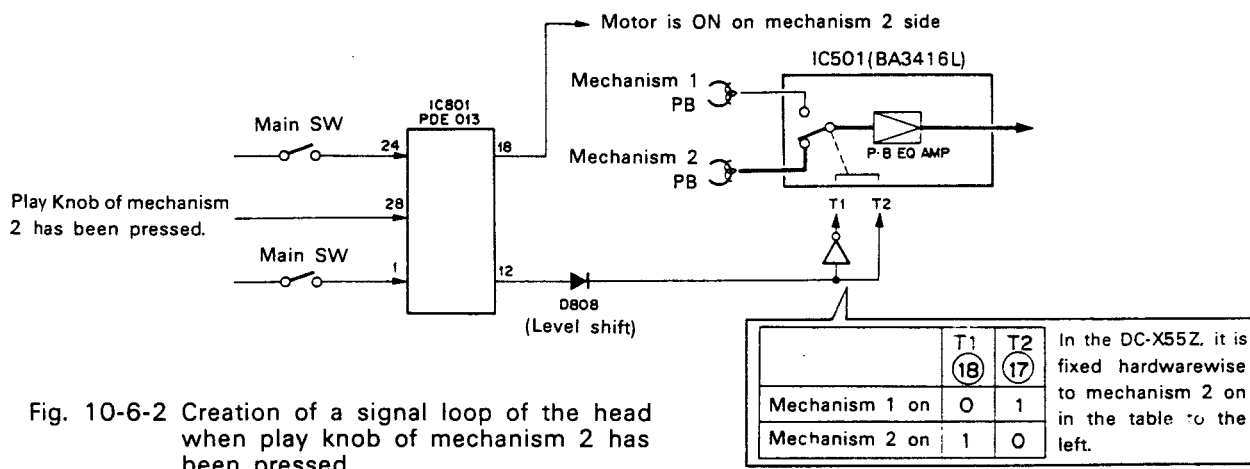 Motor is ON on mechanism 2 side
IC501(BA3416L)
Mechanism 1
PB
IC801
PDE 013
Main SW
24
18
Mechanism 2
PB
P·B EQ AMP
Play Knob of mechanism
2 has been pressed.
28
T1 T2
Main SW
1
12
D808
(Level shift)
T1 T2
18 17
Mechanism 1 on 0 1
Mechanism 2 on 1 0
In the DC-X55Z, it is
fixed hardwarewise
to mechanism 2 on
in the table to the
left.
Fig. 10-6-2 Creation of a signal loop of the head
when play knob of mechanism 2 has
been pressed